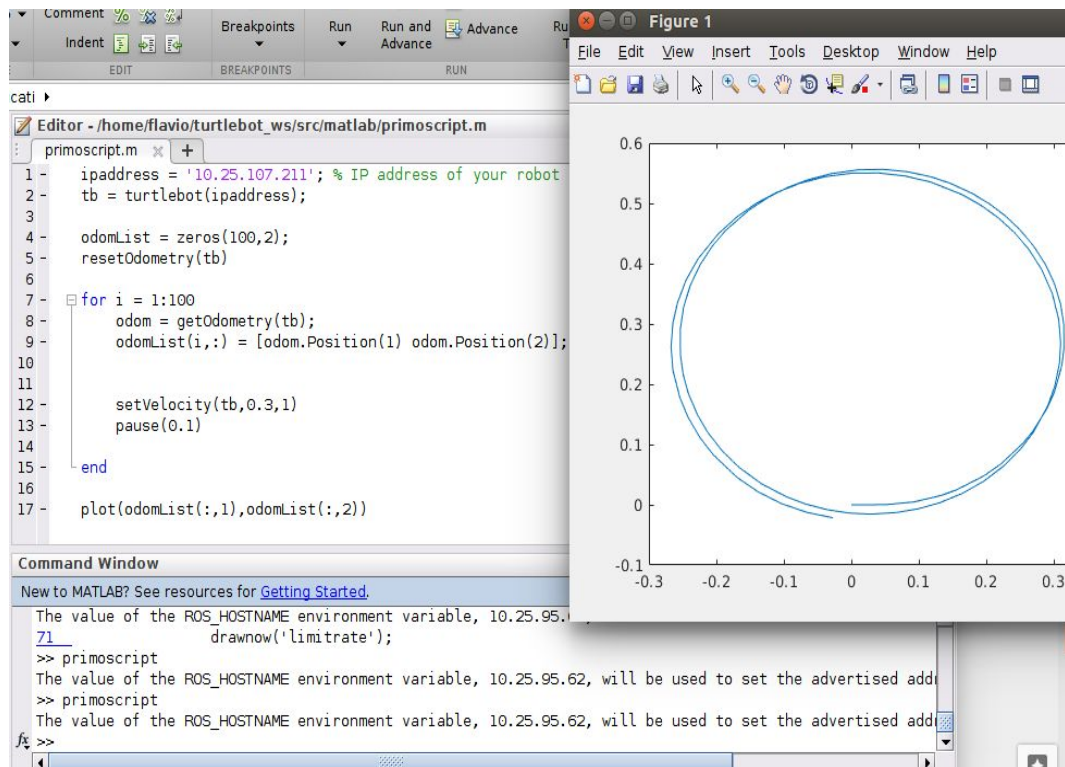 Comment
Indent
EDIT
Breakpoints
BREAKPOINTS
Run
Run and
Advance
Advance
RUN
cati
Editor - /home/flavio/turtlebot_ws/src/matlab/primoscript.m
primoscript.m × +
1 - ipaddress = '10.25.107.211'; % IP address of your robot
2 - tb = turtlebot(ipaddress);
3
4 - odomList = zeros(100,2);
5 - resetOdometry(tb)
6
7 - for i = 1:100
8 - odom = getOdometry(tb);
9 - odomList(i,:) = [odom.Position(1) odom.Position(2)];
10
11
12 - setVelocity(tb,0.3,1)
13 - pause(0.1)
14
15 - end
16
17 - plot(odomList(:,1),odomList(:,2))
Command Window
New to MATLAB? See resources for Getting Started.
The value of the ROS_HOSTNAME environment variable, 10.25.95.
71 drawnow('limitrate');
>> primoscript
The value of the ROS_HOSTNAME environment variable, 10.25.95.62, will be used to set the advertised
>> primoscript
The value of the ROS_HOSTNAME environment variable, 10.25.95.62, will be used to set the advertised
fx >>
Figure 1
File Edit View Insert Tools Desktop Window Help
0.6
0.5
0.4
0.3
0.2
0.1
0
-0.1
-0.3 -0.2 -0.1 0 0.1 0.2 0.3